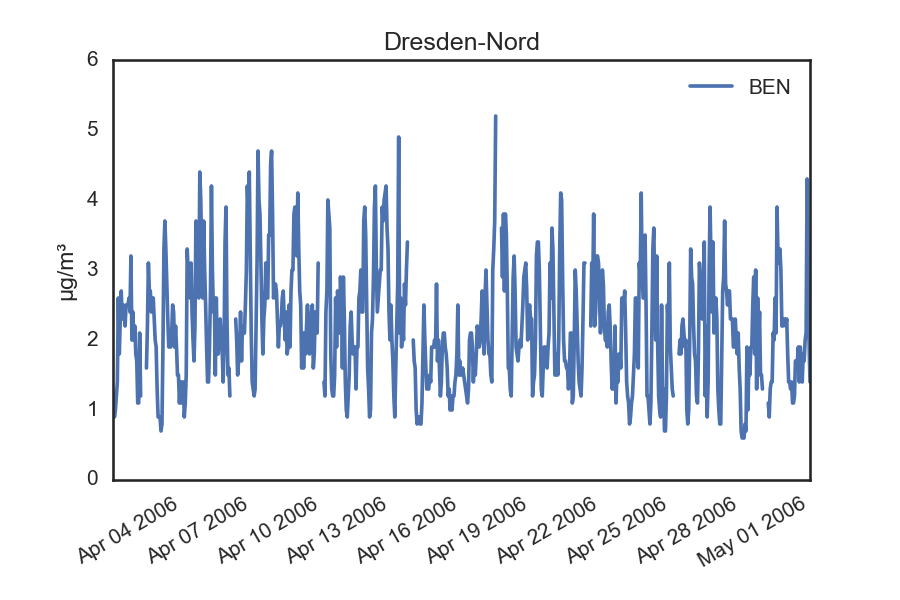 Dresden-Nord
BEN
µg/m³
6
5
4
3
2
1
0
Apr 04 2006
Apr 07 2006
Apr 10 2006
Apr 13 2006
Apr 16 2006
Apr 19 2006
Apr 22 2006
Apr 25 2006
Apr 28 2006
May 01 2006